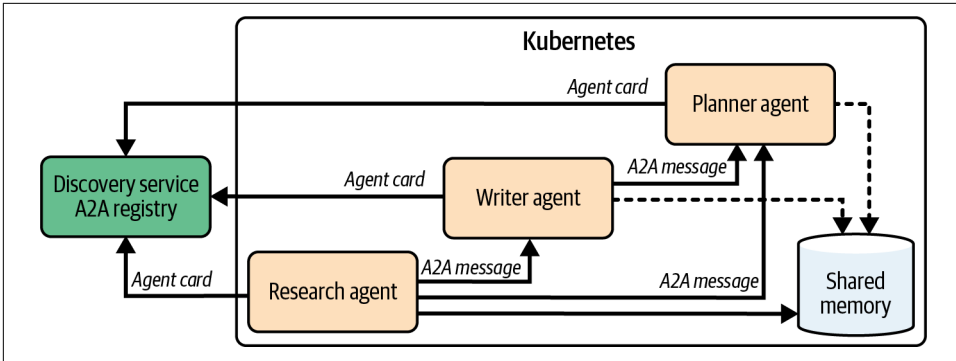 Kubernetes
Agent card
Planner agent
Discovery service
A2A registry
Agent card
Writer agent
A2A message
Agent card
Research agent
A2A message
A2A message
Shared
memory